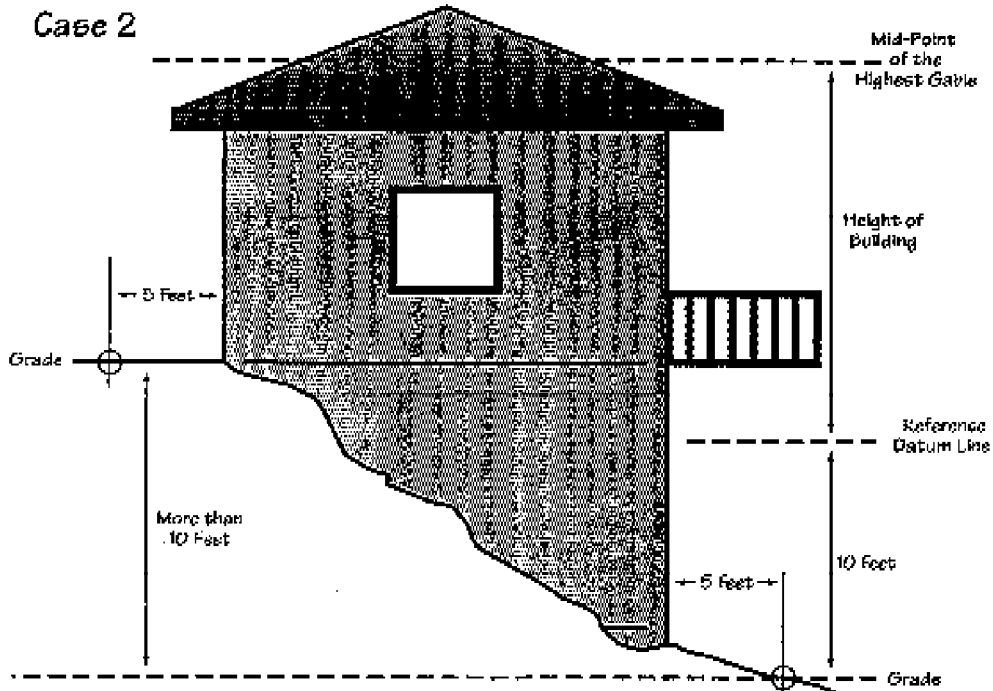 Case 2
Mid-Point
of the
Highest Gable
Height of
Building
5 Feet
Grade
Reference
Datum Line
More than
10 Feet
5 Feet
10 Feet
Grade